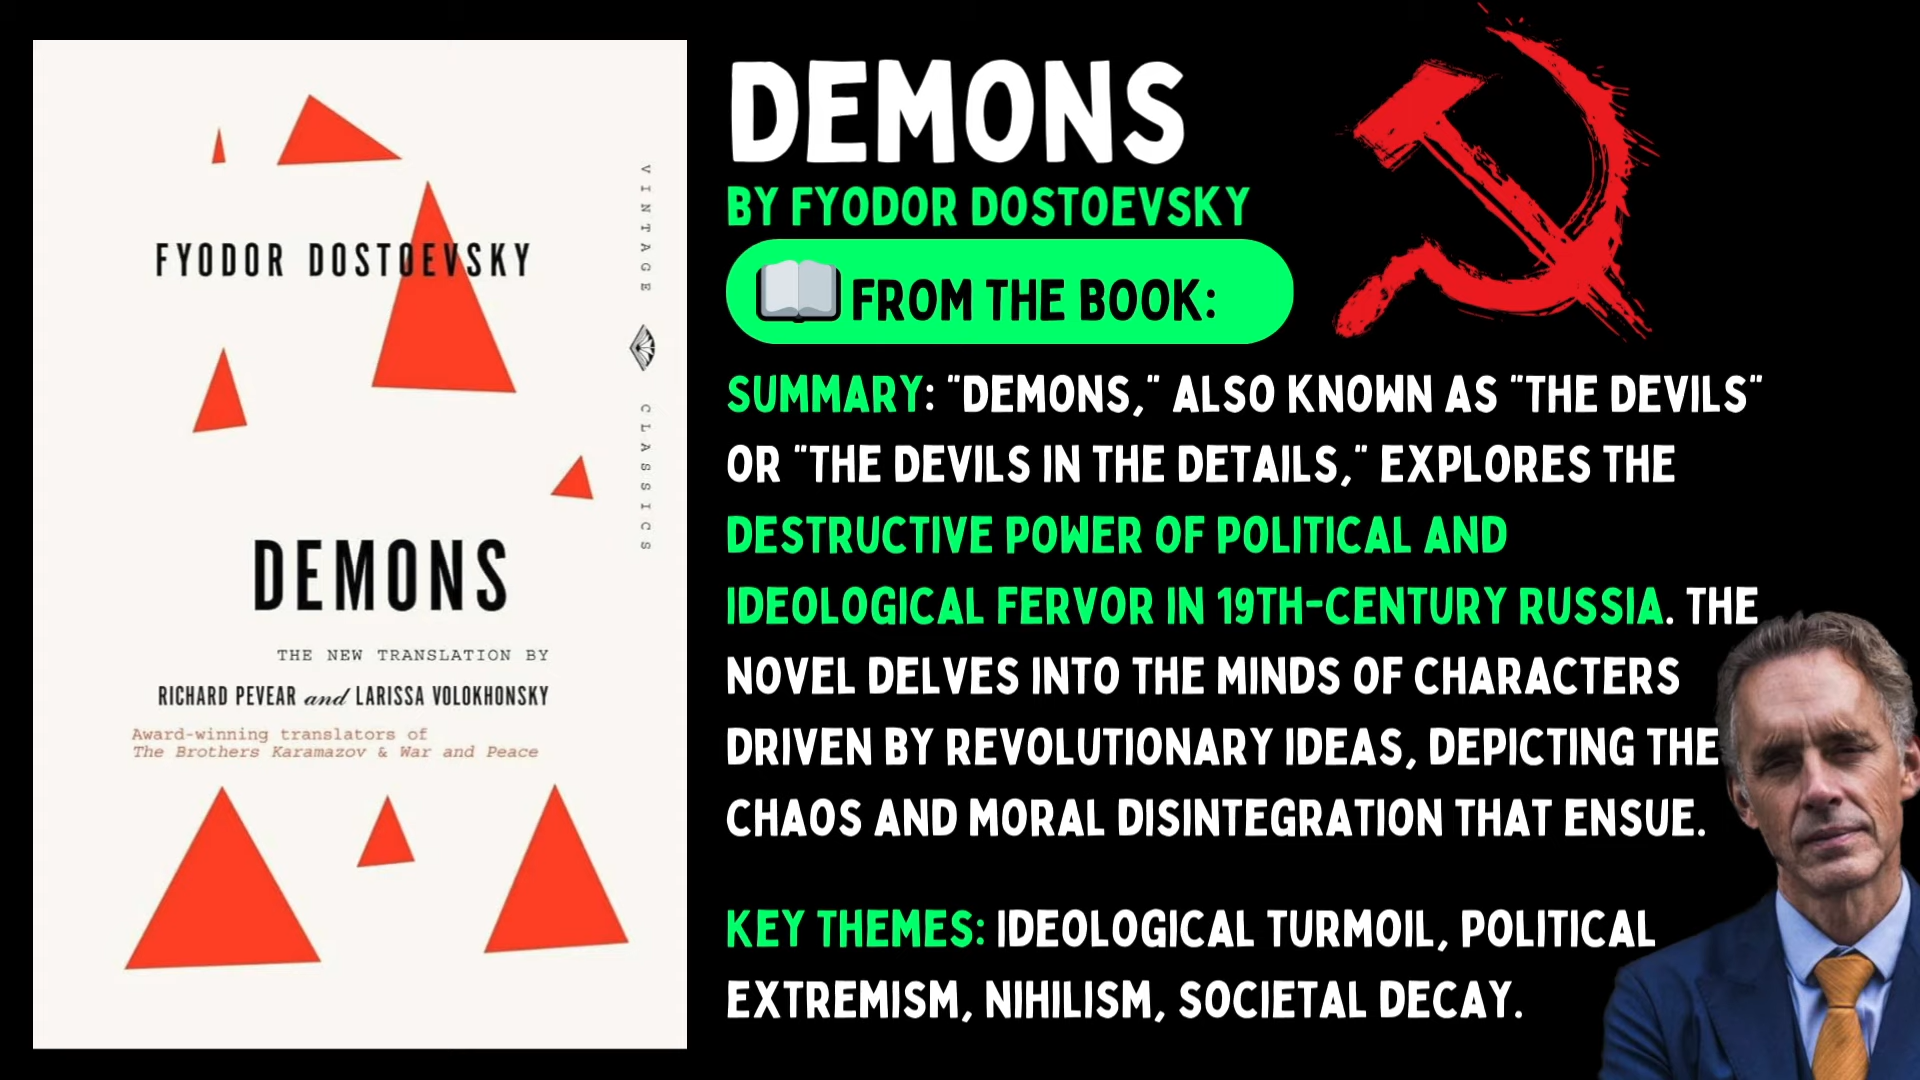 FYODOR DOSTOEVSKY
VINTAGE CLASSICS
DEMONS
THE NEW TRANSLATION BY
RICHARD PEVEAR and LARISSA VOLOKHONSKY
Award-winning translators of
The Brothers Karamazov & War and Peace
DEMONS
BY FYODOR DOSTOEVSKY
FROM THE BOOK:
SUMMARY: "DEMONS," ALSO KNOWN AS "THE DEVILS"
OR "THE DEVILS IN THE DETAILS," EXPLORES THE
DESTRUCTIVE POWER OF POLITICAL AND
IDEOLOGICAL FERVOR IN 19TH-CENTURY RUSSIA. THE
NOVEL DELVES INTO THE MINDS OF CHARACTERS
DRIVEN BY REVOLUTIONARY IDEAS, DEPICTING THE
CHAOS AND MORAL DISINTEGRATION THAT ENSUE.
KEY THEMES: IDEOLOGICAL TURMOIL, POLITICAL
EXTREMISM, NIHILISM, SOCIETAL DECAY.